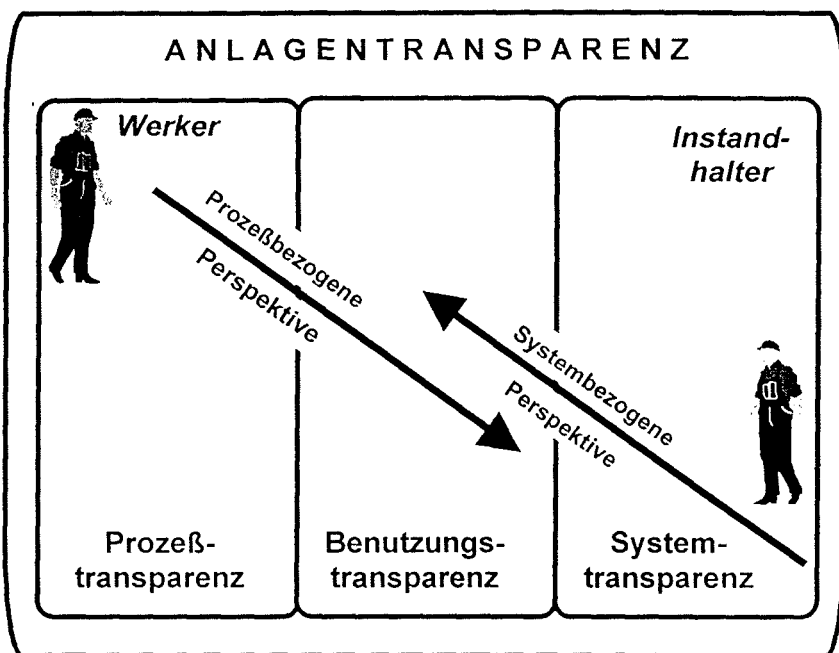 ANLAGENTRANSPARENZ
Werker
Instand-
halter
Prozeßbezogene
Perspektive
Systembezogene
Perspektive
Prozeß-
transparenz
Benutzungs-
transparenz
System-
transparenz